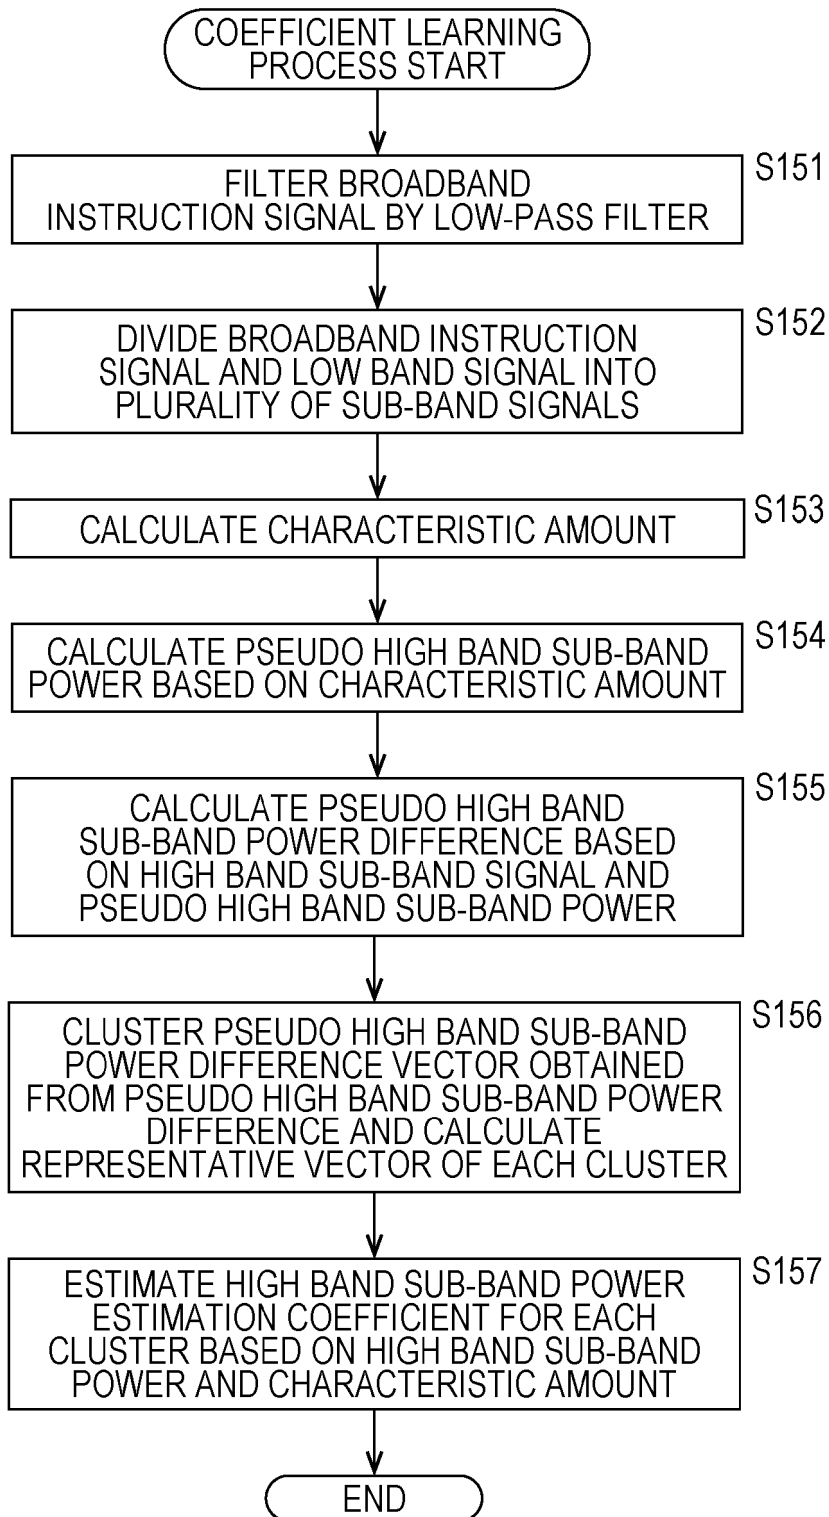 COEFFICIENT LEARNING
PROCESS START
S151
FILTER BROADBAND
INSTRUCTION SIGNAL BY LOW-PASS FILTER
S152
DIVIDE BROADBAND INSTRUCTION
SIGNAL AND LOW BAND SIGNAL INTO
PLURALITY OF SUB-BAND SIGNALS
S153
CALCULATE CHARACTERISTIC AMOUNT
S154
CALCULATE PSEUDO HIGH BAND SUB-BAND
POWER BASED ON CHARACTERISTIC AMOUNT
S155
CALCULATE PSEUDO HIGH BAND
SUB-BAND POWER DIFFERENCE BASED
ON HIGH BAND SUB-BAND SIGNAL AND
PSEUDO HIGH BAND SUB-BAND POWER
S156
CLUSTER PSEUDO HIGH BAND SUB-BAND
POWER DIFFERENCE VECTOR OBTAINED
FROM PSEUDO HIGH BAND SUB-BAND POWER
DIFFERENCE AND CALCULATE
REPRESENTATIVE VECTOR OF EACH CLUSTER
S157
ESTIMATE HIGH BAND SUB-BAND POWER
ESTIMATION COEFFICIENT FOR EACH
CLUSTER BASED ON HIGH BAND SUB-BAND
POWER AND CHARACTERISTIC AMOUNT
END